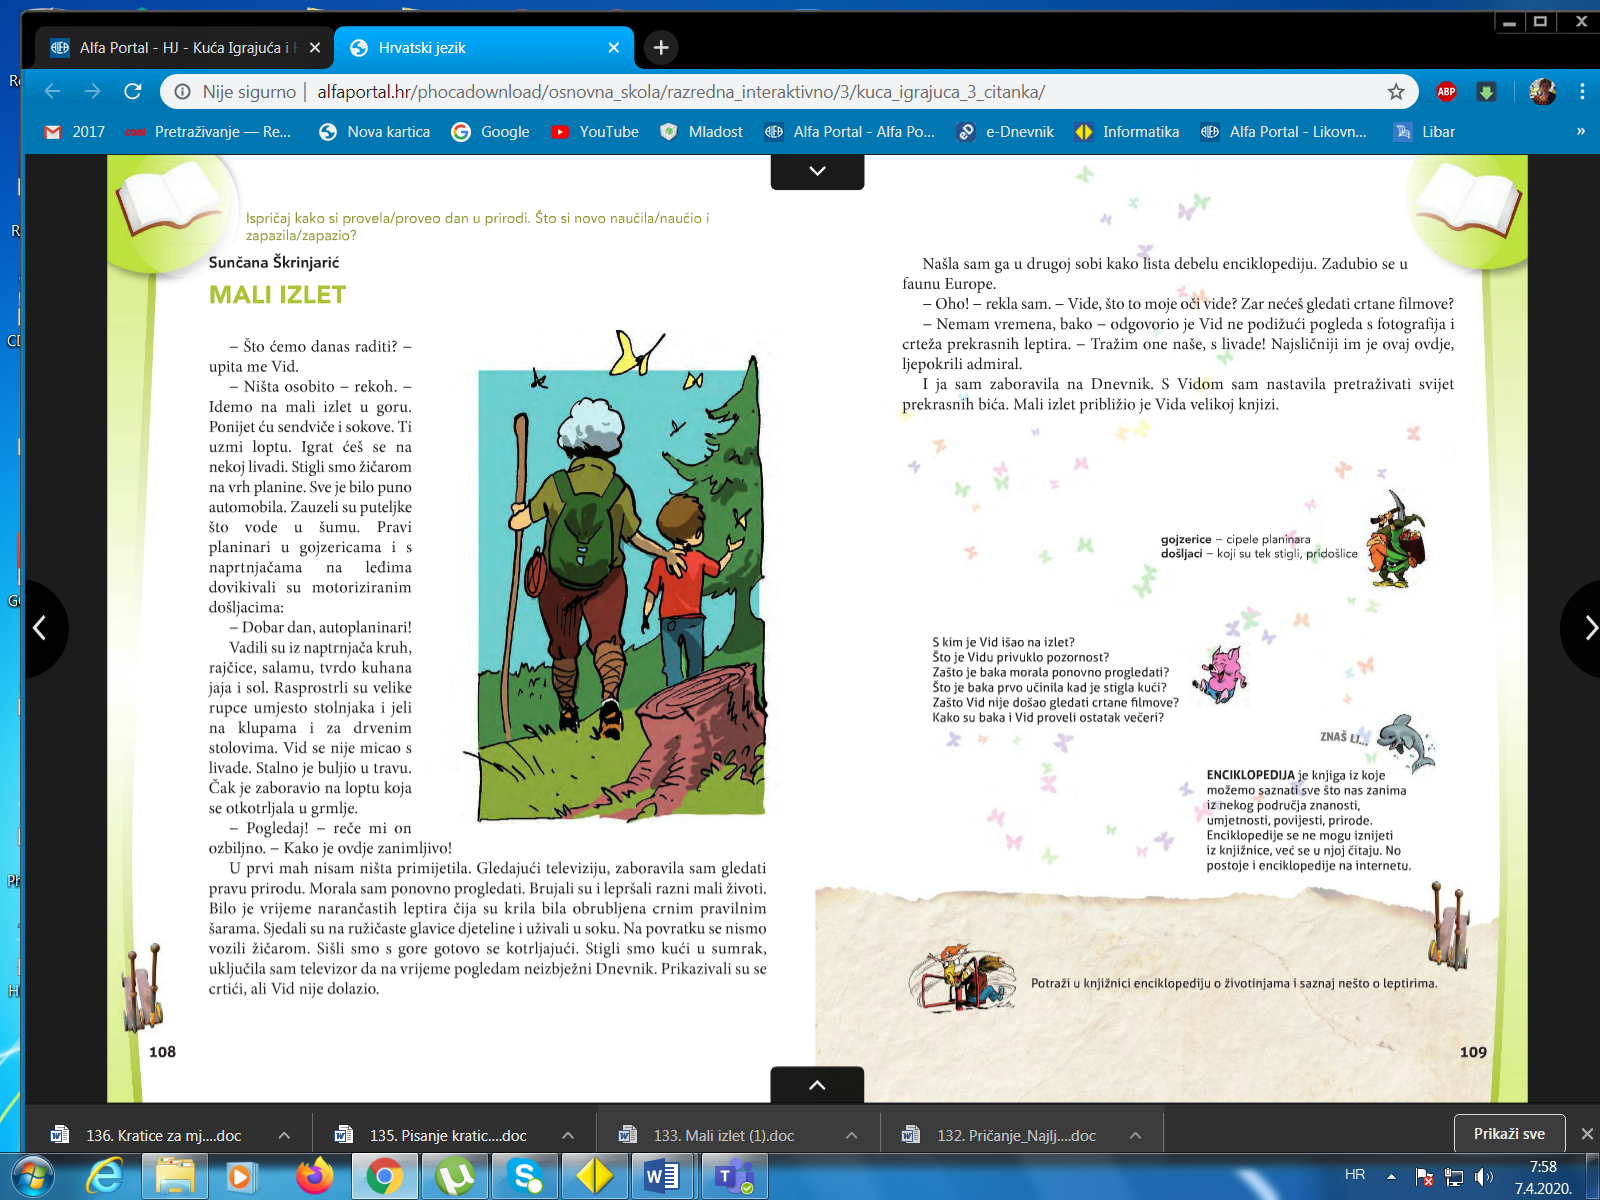 Alfa Portal - HJ - Kuća Igrajuća i
Hrvatski jezik
Nije sigurno
alfaportal.hr/phocadownload/osnovna_skola/razredna_interaktivno/3/kuca_igrajuca_3_citanka/
ABP
2017
cool Pretraživanje — Re...
Nova kartica
Google
YouTube
Mladost
Alfa Portal - Alfa Po...
e-Dnevnik
Informatika
Alfa Portal - Likovn...
Libar
»
Ispričaj kako si provela/proveo dan u prirodi. Što si novo naučila/naučio i
zapazila/zapazio?
Sunčana Škrinjarić
MALI IZLET
– Što ćemo danas raditi? –
upita me Vid.
– Ništa osobito – rekoh. –
Idemo na mali izlet u goru.
Ponijet ću sendviče i sokove. Ti
uzmi loptu. Igrat ćeš se na
nekoj livadi. Stigli smo žičarom
na vrh planine. Sve je bilo puno
automobila. Zauzeli su puteljke
što vode u šumu. Pravi
planinari u gojzericama i s
naprtnjačama na leđima
dovikivali su motoriziranim
došljacima:
– Dobar dan, autoplaninari!
Vadili su iz naptrnjača kruh,
rajčice, salamu, tvrdo kuhana
jaja i sol. Rasprostrli su velike
rupce umjesto stolnjaka i jeli
na klupama i za drvenim
stolovima. Vid se nije micao s
livade. Stalno je buljio u travu.
Čak je zaboravio na loptu koja
se otkotrljala u grmlje.
– Pogledaj! – reče mi on
ozbiljno. – Kako je ovdje zanimljivo!
U prvi mah nisam ništa primijetila. Gledajući televiziju, zaboravila sam gledati
pravu prirodu. Morala sam ponovno progledati. Brujali su i lepršali razni mali životi.
Bilo je vrijeme narančastih leptira čija su krila bila obrubljena crnim pravilnim
šarama. Sjedali su na ružičaste glavice djeteline i uživali u soku. Na povratku se nismo
vozili žičarom. Sišli smo s gore gotovo se kotrljajući. Stigli smo kući u sumrak,
uključila sam televizor da na vrijeme pogledam neizbježni Dnevnik. Prikazivali su se
crtići, ali Vid nije dolazio.
108
Našla sam ga u drugoj sobi kako lista debelu enciklopediju. Zadubio se u
faunu Europe.
– Oho! – rekla sam. – Vide, što to moje oči vide? Zar nećeš gledati crtane filmove?
– Nemam vremena, bako – odgovorio je Vid ne podižući pogleda s fotografija i
crteža prekrasnih leptira. – Tražim one naše, s livade! Najsličniji im je ovaj ovdje,
ljepokrili admiral.
I ja sam zaboravila na Dnevnik. S Vidom sam nastavila pretraživati svijet
prekrasnih bića. Mali izlet približio je Vida velikoj knjizi.
gojzerice – cipele planinara
došljaci – koji su tek stigli, pridošlice
S kim je Vid išao na izlet?
Što je Vidu privuklo pozornost?
Zašto je baka morala ponovno progledati?
Što je baka prvo učinila kad je stigla kući?
Zašto Vid nije došao gledati crtane filmove?
Kako su baka i Vid proveli ostatak večeri?
ZNAŠ LI...
ENCIKLOPEDIJA je knjiga iz koje
možemo saznati sve što nas zanima
iz nekog područja znanosti,
umjetnosti, povijesti, prirode.
Enciklopedije se ne mogu iznijeti
iz knjižnice, već se u njoj čitaju. No
postoje i enciklopedije na internetu.
Potraži u knjižnici enciklopediju o životinjama i saznaj nešto o leptirima.
109
136. Kratice za mj....doc
135. Pisanje kratic....doc
133. Mali izlet (1).doc
132. Pričanje_Najlj....doc
Prikaži sve
HR
7:58
7.4.2020.